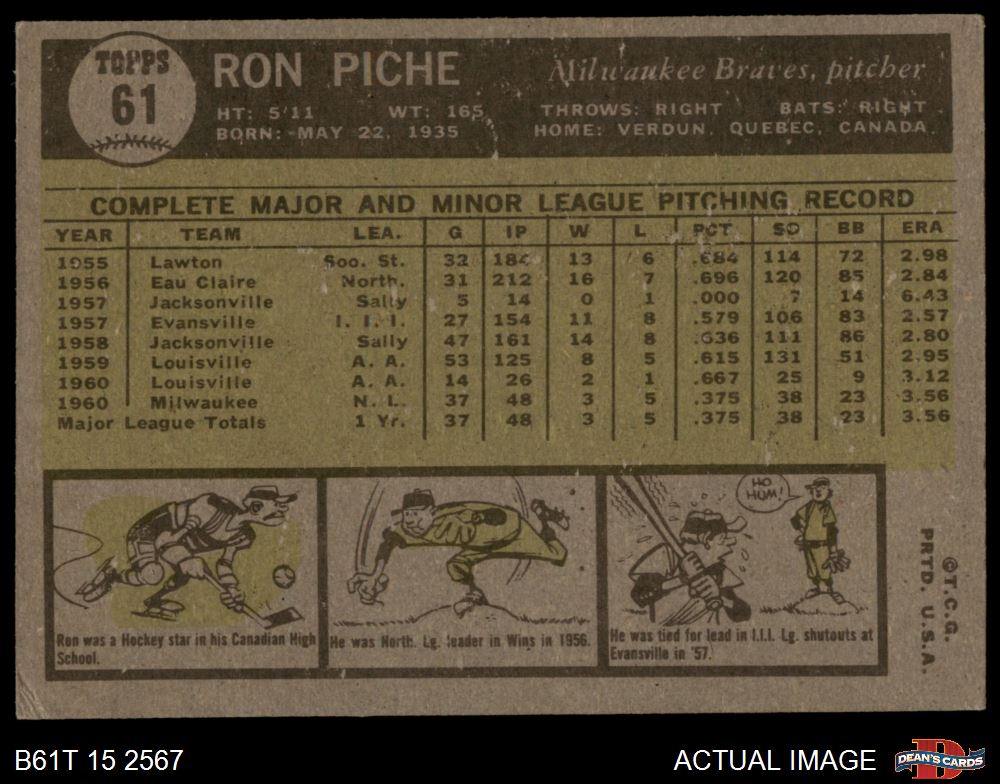 TOPPS
61
RON PICHE
Milwaukee Braves, pitcher
HT: 5'11 WT: 165 THROWS: RIGHT BATS: RIGHT
BORN: MAY 22, 1935 HOME: VERDUN, QUEBEC, CANADA
COMPLETE MAJOR AND MINOR LEAGUE PITCHING RECORD
YEAR TEAM LEA. G IP W L PCT. SO BB ERA
1955 Lawton Soo. St. 32 184 13 6 .684 114 72 2.98
1956 Eau Claire North. 31 212 16 7 .696 120 85 2.84
1957 Jacksonville Sally 5 14 0 1 .000 7 14 6.43
1957 Evansville I. I. I. 27 154 11 8 .579 106 83 2.57
1958 Jacksonville Sally 47 161 14 8 .636 111 86 2.80
1959 Louisville A. A. 53 125 8 5 .615 131 51 2.95
1960 Louisville A. A. 14 26 2 1 .667 25 9 3.12
1960 Milwaukee N. L. 37 48 3 5 .375 38 23 3.56
Major League Totals 1 Yr. 37 48 3 5 .375 38 23 3.56
HO HUM!
Ron was a Hockey star in his Canadian High
School.
He was North. Lg. leader in Wins in 1956.
He was tied for lead in I.I.I. Lg. shutouts at
Evansville in '57.
©T.C.G.
PRTD. U.S.A.
B61T 15 2567
ACTUAL IMAGE
DEAN'S CARDS